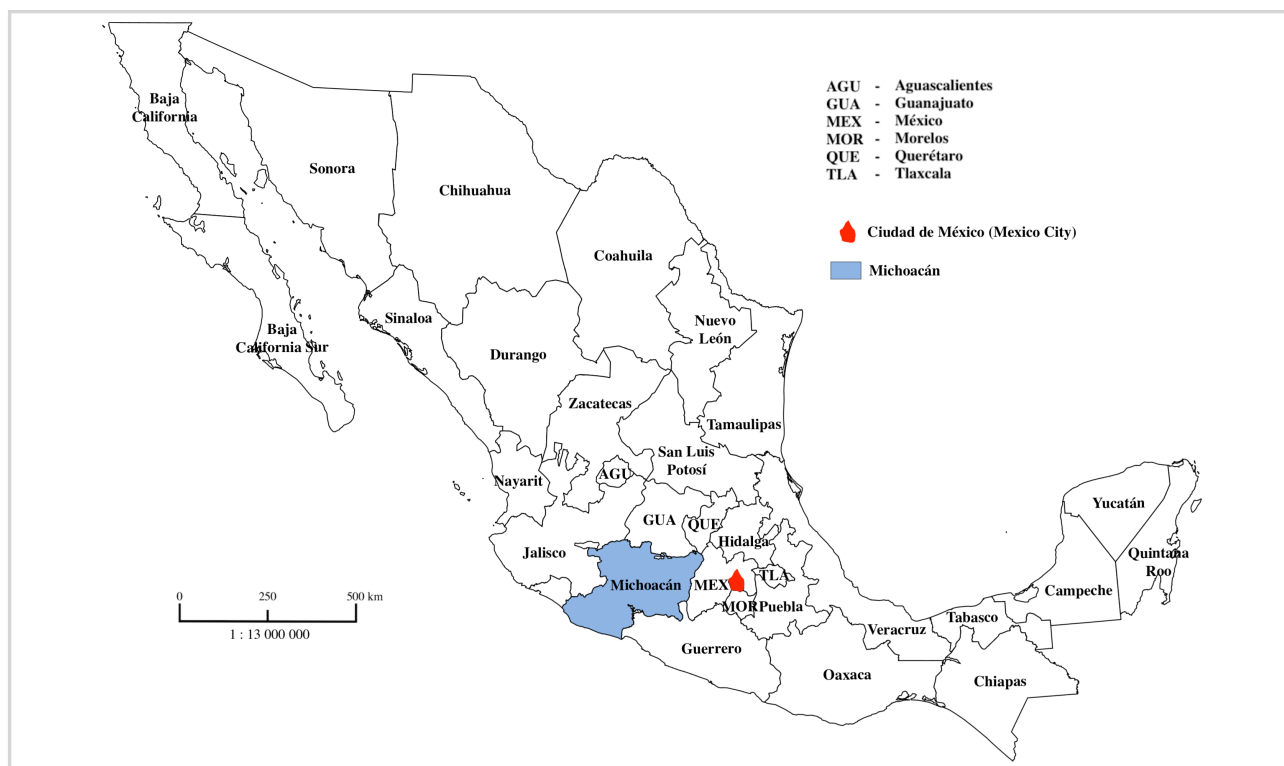 AGU - Aguascalientes
GUA - Guanajuato
MEX - México
MOR - Morelos
QUE - Querétaro
TLA - Tlaxcala
Ciudad de México (Mexico City)
Michoacán
Baja
California
Sonora
Chihuahua
Coahuila
Sinaloa
Baja
California Sur
Nuevo
León
Durango
Zacatecas
Tamaulipas
San Luis
Potosí
Nayarit
AGU
GUA
QUE
Hidalga
Jalisco
Michoacán
MEX
TLA
MOR
Puebla
Guerrero
Veracruz
Oaxaca
Tabasco
Chiapas
Campeche
Yucatán
Quintana
Roo
0 250 500 km
1 : 13 000 000